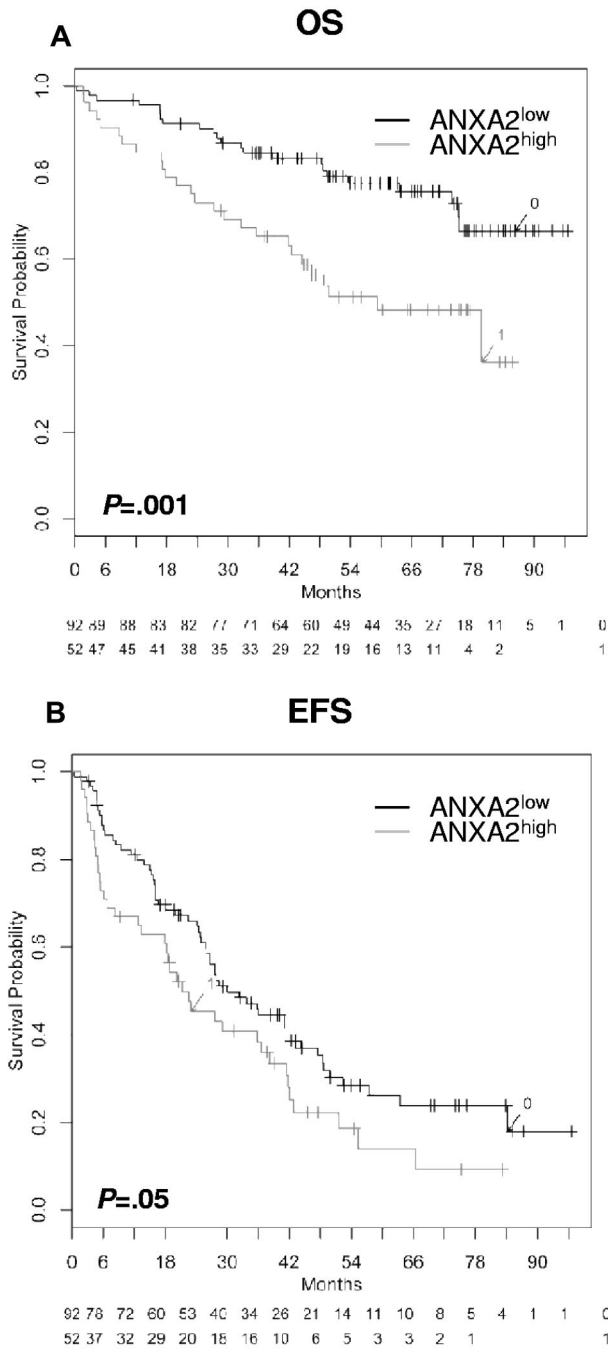 A
OS
1.0
0.8
0.6
0.4
0.2
0.0
Survival Probability
ANXA2low
ANXA2high
0
1
P=.001
0 6 18 30 42 54 66 78 90
Months
92 89 88 83 82 77 71 64 60 49 44 35 27 18 11 5 1 0
52 47 45 41 38 35 33 29 22 19 16 13 11 4 2 1
B
EFS
1.0
0.8
0.6
0.4
0.2
0.0
Survival Probability
ANXA2low
ANXA2high
1
0
P=.05
0 6 18 30 42 54 66 78 90
Months
92 78 72 60 53 40 34 26 21 14 11 10 8 5 4 1 1 0
52 37 32 29 20 18 16 10 6 5 3 3 2 1 1